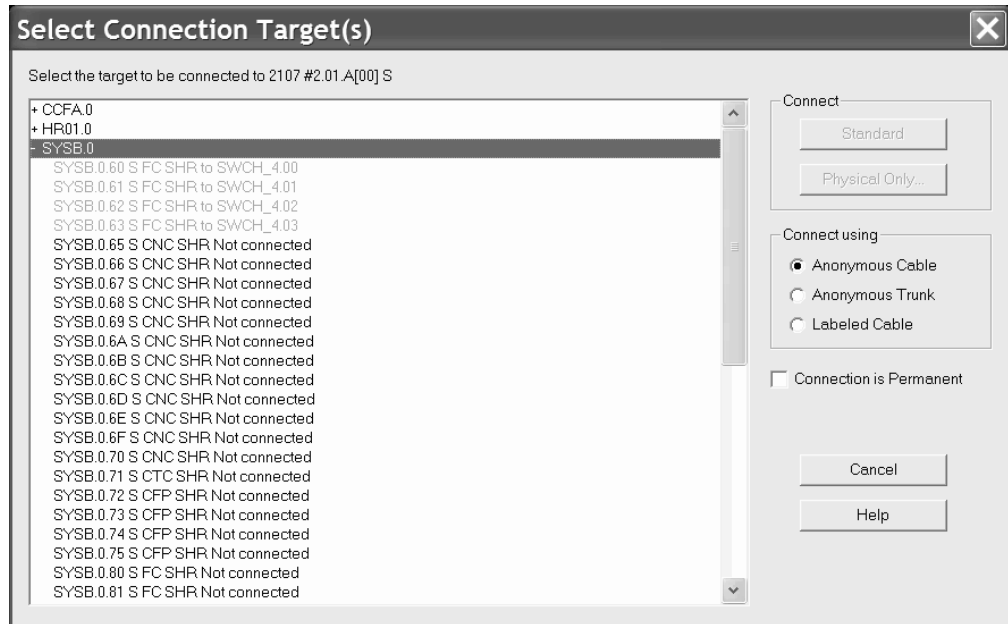 Select Connection Target(s)
Select the target to be connected to 2107 #2.01.A[00] S
+ CCFA.0
+ HR01.0
- SYSB.0
SYSB.0.60 S FC SHR to SWCH_4.00
SYSB.0.61 S FC SHR to SWCH_4.01
SYSB.0.62 S FC SHR to SWCH_4.02
SYSB.0.63 S FC SHR to SWCH_4.03
SYSB.0.65 S CNC SHR Not connected
SYSB.0.66 S CNC SHR Not connected
SYSB.0.67 S CNC SHR Not connected
SYSB.0.68 S CNC SHR Not connected
SYSB.0.69 S CNC SHR Not connected
SYSB.0.6A S CNC SHR Not connected
SYSB.0.6B S CNC SHR Not connected
SYSB.0.6C S CNC SHR Not connected
SYSB.0.6D S CNC SHR Not connected
SYSB.0.6E S CNC SHR Not connected
SYSB.0.6F S CNC SHR Not connected
SYSB.0.70 S CNC SHR Not connected
SYSB.0.71 S CTC SHR Not connected
SYSB.0.72 S CFP SHR Not connected
SYSB.0.73 S CFP SHR Not connected
SYSB.0.74 S CFP SHR Not connected
SYSB.0.75 S CFP SHR Not connected
SYSB.0.80 S FC SHR Not connected
SYSB.0.81 S FC SHR Not connected
Connect
Standard
Physical Only...
Connect using
Anonymous Cable
Anonymous Trunk
Labeled Cable
Connection is Permanent
Cancel
Help